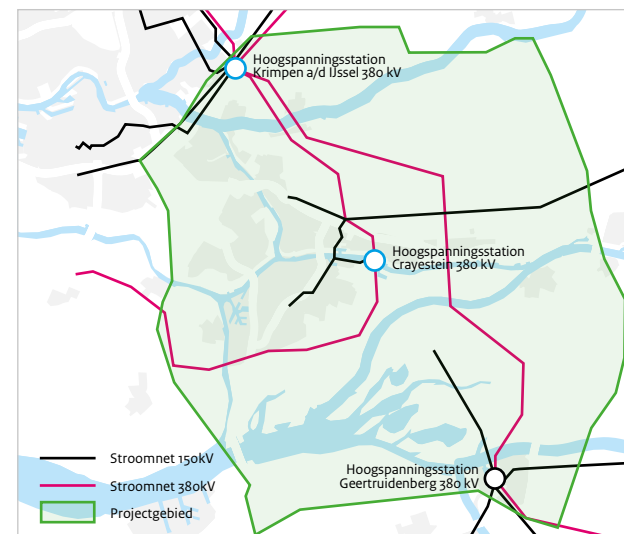 Hoogspanningsstation
Krimpen a/d IJssel 380 kV
Hoogspanningsstation
Crayestein 380 kV
Hoogspanningsstation
Geertruidenberg 380 kV
Stroomnet 150kV
Stroomnet 380kV
Projectgebied